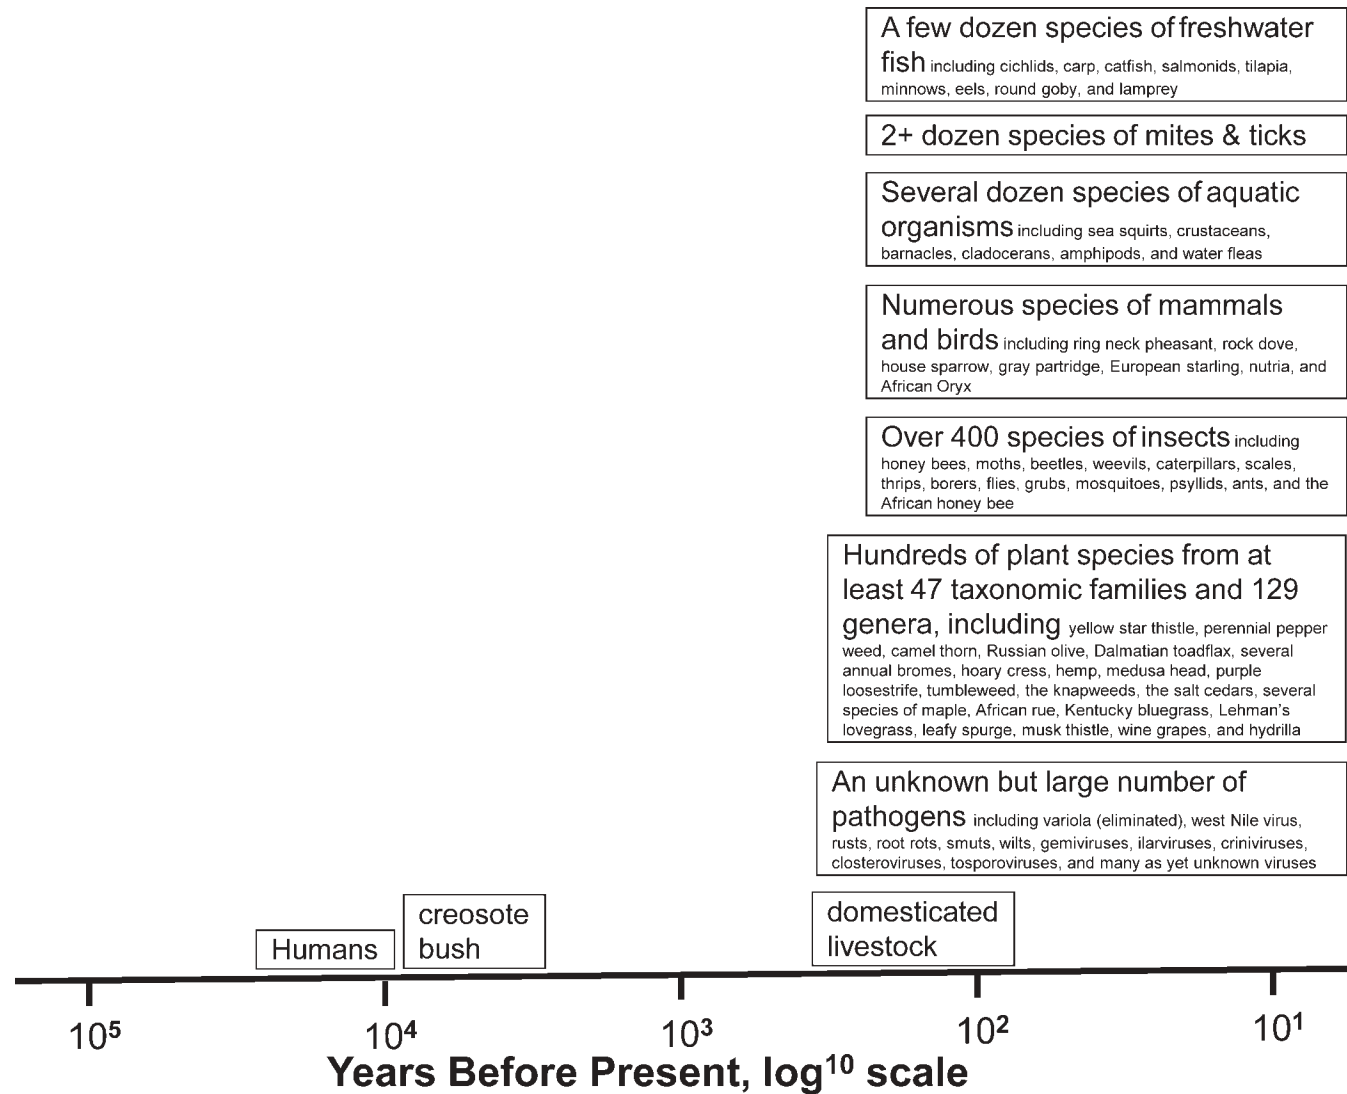 A few dozen species of freshwater
fish including cichlids, carp, catfish, salmonids, tilapia,
minnows, eels, round goby, and lamprey
2+ dozen species of mites & ticks
Several dozen species of aquatic
organisms including sea squirts, crustaceans,
barnacles, cladocerans, amphipods, and water fleas
Numerous species of mammals
and birds including ring neck pheasant, rock dove,
house sparrow, gray partridge, European starling, nutria, and
African Oryx
Over 400 species of insects including
honey bees, moths, beetles, weevils, caterpillars, scales,
thrips, borers, flies, grubs, mosquitoes, psyllids, ants, and the
African honey bee
Hundreds of plant species from at
least 47 taxonomic families and 129
genera, including yellow star thistle, perennial pepper
weed, camel thorn, Russian olive, Dalmatian toadflax, several
annual bromes, hoary cress, hemp, medusa head, purple
loosestrife, tumbleweed, the knapweeds, the salt cedars, several
species of maple, African rue, Kentucky bluegrass, Lehman's
lovegrass, leafy spurge, musk thistle, wine grapes, and hydrilla
An unknown but large number of
pathogens including variola (eliminated), west Nile virus,
rusts, root rots, smuts, wilts, gemiviruses, ilarviruses, criniviruses,
closteroviruses, tosporoviruses, and many as yet unknown viruses
Humans
creosote
bush
domesticated
livestock
10⁵ 10⁴ 10³ 10² 10¹
Years Before Present, log¹⁰ scale